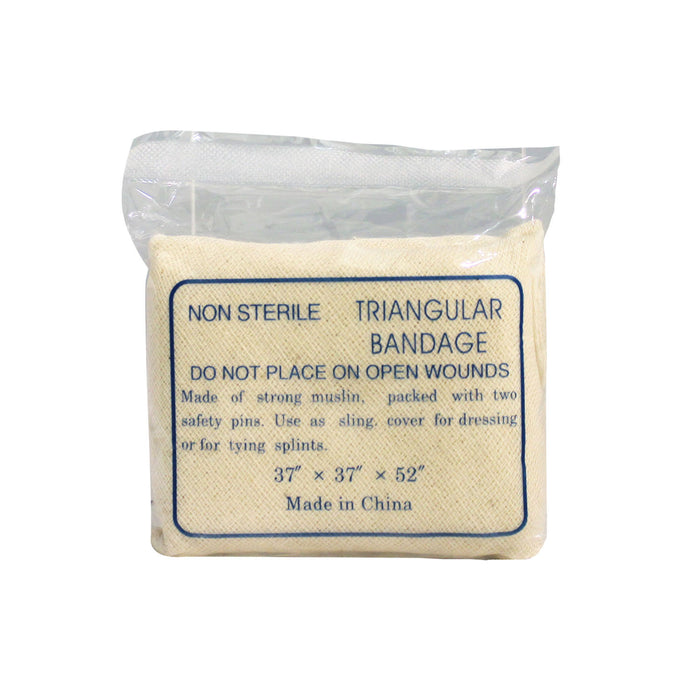 NON STERILE TRIANGULAR
BANDAGE
DO NOT PLACE ON OPEN WOUNDS
Made of strong muslin, packed with two
safety pins. Use as sling. cover for dressing
or for tying splints.
37″ × 37″ × 52″
Made in China